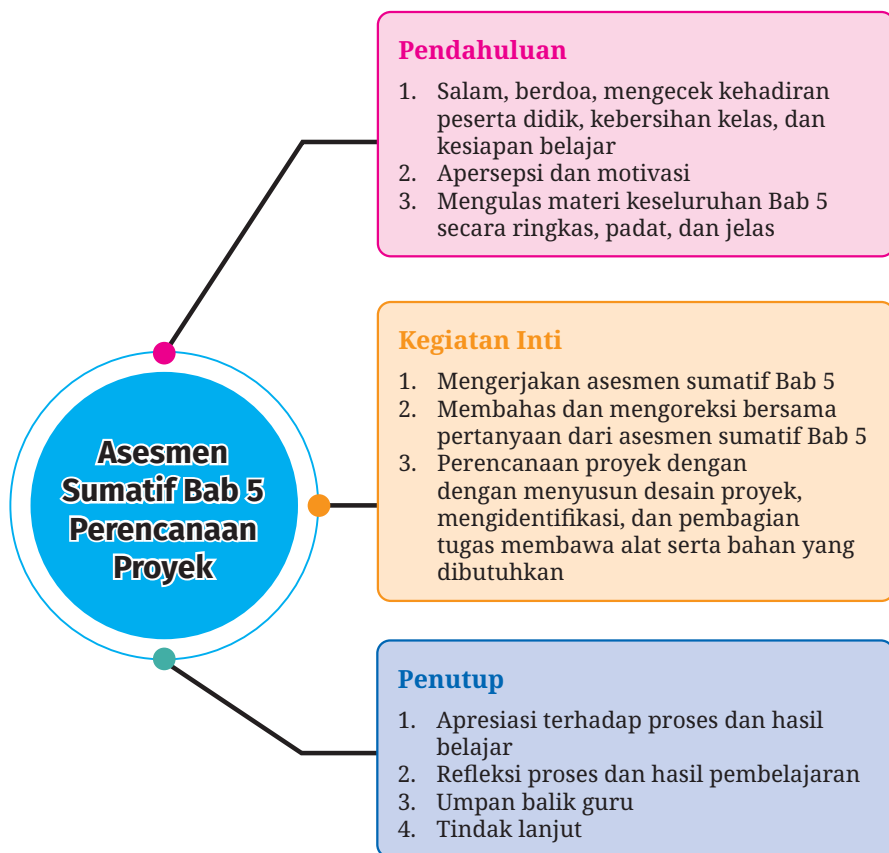 Pendahuluan
1. Salam, berdoa, mengecek kehadiran
peserta didik, kebersihan kelas, dan
kesiapan belajar
2. Apersepsi dan motivasi
3. Mengulas materi keseluruhan Bab 5
secara ringkas, padat, dan jelas
Asesmen
Sumatif Bab 5
Perencanaan
Proyek
Kegiatan Inti
1. Mengerjakan asesmen sumatif Bab 5
2. Membahas dan mengoreksi bersama
pertanyaan dari asesmen sumatif Bab 5
3. Perencanaan proyek dengan
dengan menyusun desain proyek,
mengidentifikasi, dan pembagian
tugas membawa alat serta bahan yang
dibutuhkan
Penutup
1. Apresiasi terhadap proses dan hasil
belajar
2. Refleksi proses dan hasil pembelajaran
3. Umpan balik guru
4. Tindak lanjut